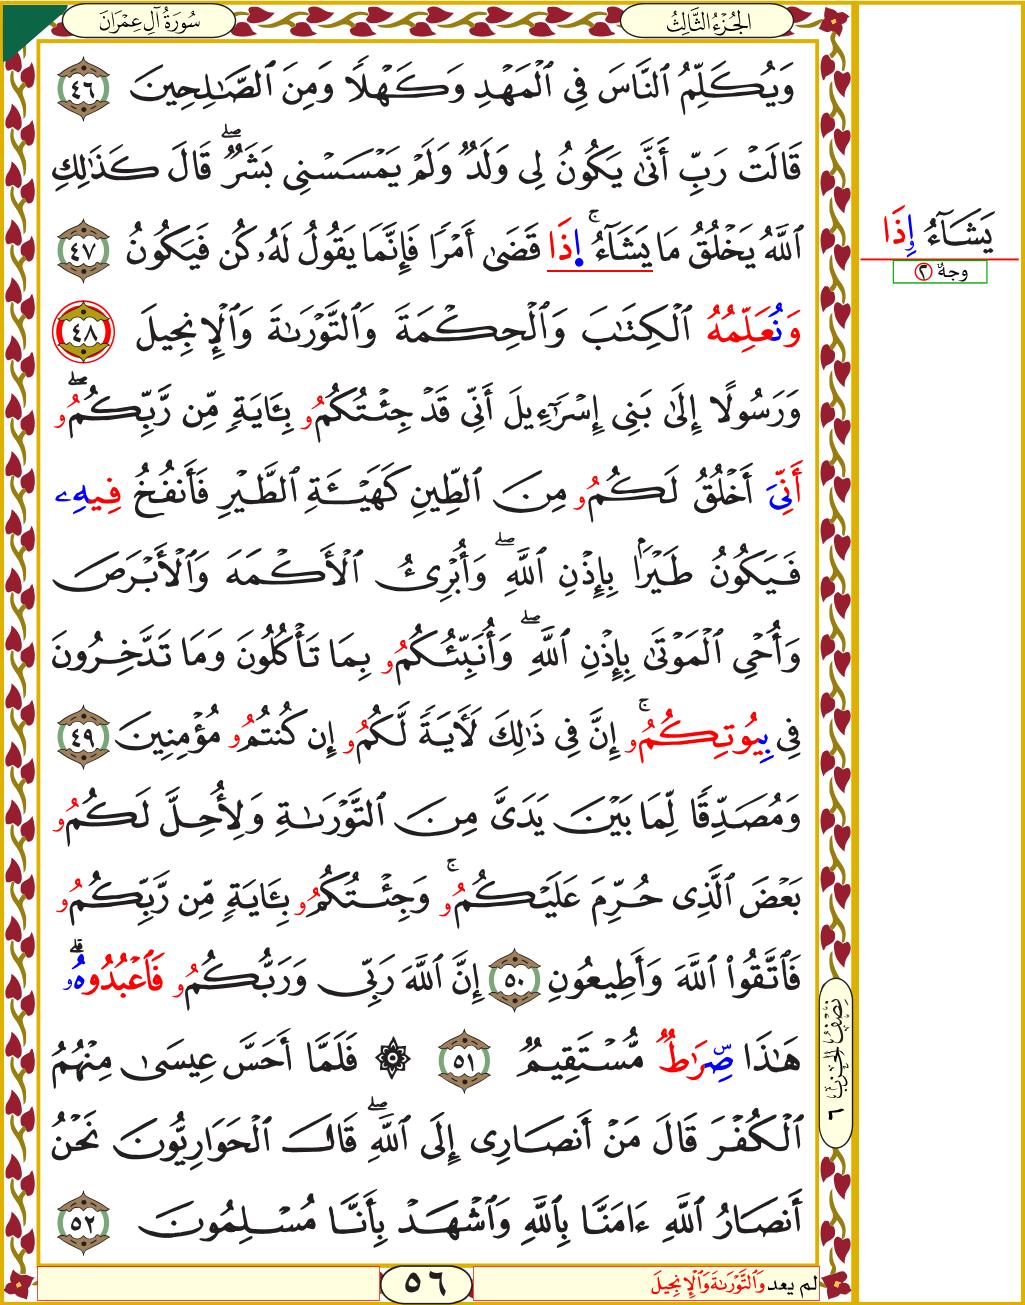 سُورَةُ آلِ عِمْرَانَ
الجُزْءُ الثَّالِثُ
وَيُكَلِّمُ ٱلنَّاسَ فِي ٱلْمَهْدِ وَكَهْلًا وَمِنَ ٱلصَّٰلِحِينَ ٤٦
قَالَتْ رَبِّ أَنَّىٰ يَكُونُ لِي وَلَدٌ وَلَمْ يَمْسَسْنِي بَشَرٌۖ قَالَ كَذَٰلِكِ
ٱللَّهُ يَخْلُقُ مَا يَشَآءُۚ إِذَا قَضَىٰ أَمْرًا فَإِنَّمَا يَقُولُ لَهُۥ كُن فَيَكُونُ ٤٧
وَنُعَلِّمُهُ ٱلْكِتَٰبَ وَٱلْحِكْمَةَ وَٱلتَّوْرَىٰةَ وَٱلْإِنجِيلَ ٤٨
وَرَسُولًا إِلَىٰ بَنِي إِسْرَٰٓءِيلَ أَنِّي قَدْ جِئْتُكُمُۥ بِـَٔايَةٍ مِّن رَّبِّكُمُۥۖ
أَنِّيَ أَخْلُقُ لَكُمُۥ مِنَ ٱلطِّينِ كَهَيْـَٔةِ ٱلطَّيْرِ فَأَنفُخُ فِيهِۦ
فَيَكُونُ طَيْرًۢا بِإِذْنِ ٱللَّهِۖ وَأُبْرِئُ ٱلْأَكْمَهَ وَٱلْأَبْرَصَ
وَأُحْيِ ٱلْمَوْتَىٰ بِإِذْنِ ٱللَّهِۖ وَأُنَبِّئُكُمُۥ بِمَا تَأْكُلُونَ وَمَا تَدَّخِرُونَ
فِي بِيُوتِكُمُۥۚ إِنَّ فِي ذَٰلِكَ لَأٓيَةً لَّكُمُۥ إِن كُنتُمُۥ مُؤْمِنِينَ ٤٩
وَمُصَدِّقًا لِّمَا بَيْنَ يَدَيَّ مِنَ ٱلتَّوْرَىٰةِ وَلِأُحِلَّ لَكُمُۥ
بَعْضَ ٱلَّذِي حُرِّمَ عَلَيْكُمُۥۚ وَجِئْتُكُمُۥ بِـَٔايَةٍ مِّن رَّبِّكُمُۥ
فَٱتَّقُوا۟ ٱللَّهَ وَأَطِيعُونِ ٥٠ إِنَّ ٱللَّهَ رَبِّي وَرَبُّكُمُۥ فَٱعْبُدُوهُۥۗ
هَٰذَا صِّرَٰطٌ مُّسْتَقِيمٌ ٥١ ۞ فَلَمَّا أَحَسَّ عِيسَىٰ مِنْهُمُ
ٱلْكُفْرَ قَالَ مَنْ أَنصَارِي إِلَى ٱللَّهِۖ قَالَ ٱلْحَوَارِيُّونَ نَحْنُ
أَنصَارُ ٱللَّهِ ءَامَنَّا بِٱللَّهِ وَٱشْهَدْ بِأَنَّا مُسْلِمُونَ ٥٢
يَشَآءُ إِذَا
وجهٌ ٢
نِصْفُ الحِزْبِ ٦
لم يعد وَٱلتَّوْرَىٰةَ وَٱلْإِنجِيلَ
٥٦